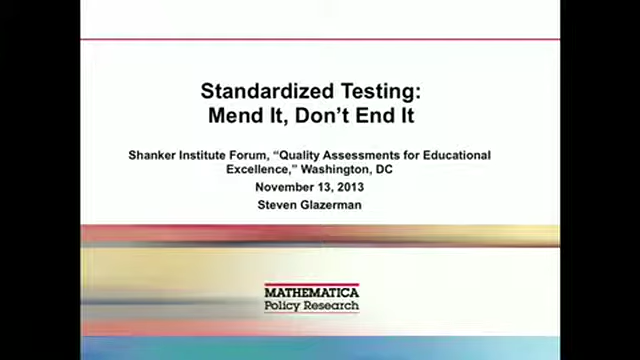 Standardized Testing:
Mend It, Don't End It
Shanker Institute Forum, “Quality Assessments for Educational
Excellence,” Washington, DC
November 13, 2013
Steven Glazerman
MATHEMATICA
Policy Research